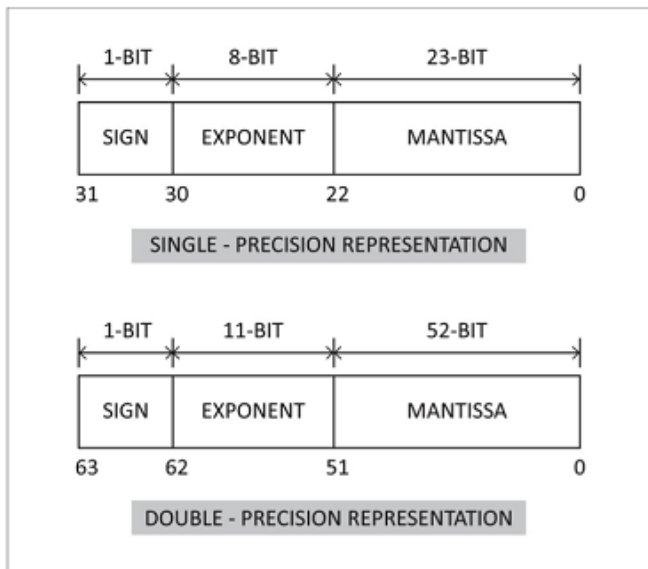 1-BIT 8-BIT 23-BIT
SIGN EXPONENT MANTISSA
31 30 22 0
SINGLE - PRECISION REPRESENTATION
1-BIT 11-BIT 52-BIT
SIGN EXPONENT MANTISSA
63 62 51 0
DOUBLE - PRECISION REPRESENTATION